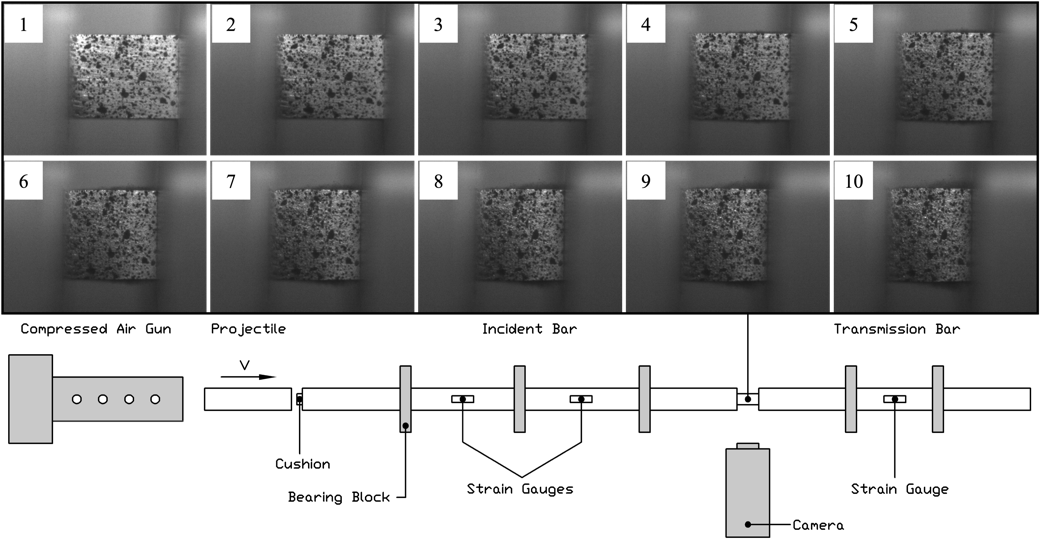 1
2
3
4
5
6
7
8
9
10
Compressed Air Gun
Projectile
Incident Bar
Transmission Bar
V
Cushion
Bearing Block
Strain Gauges
Strain Gauge
Camera